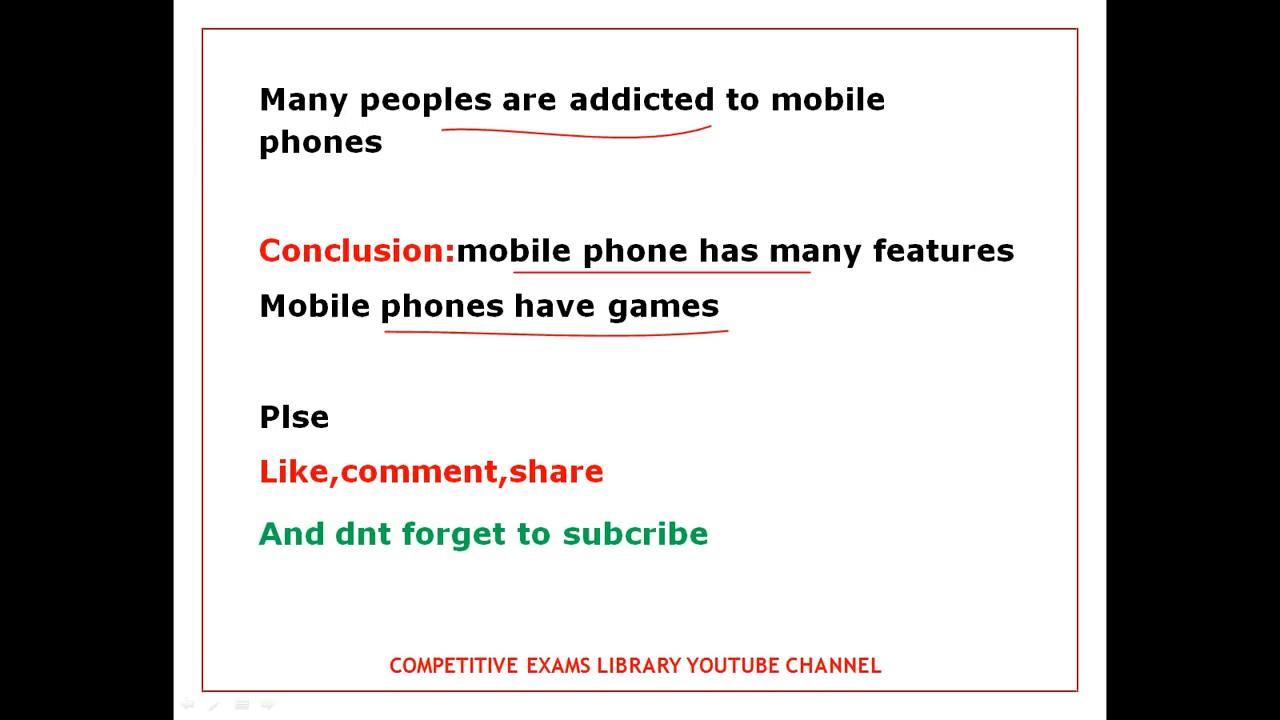 Many peoples are addicted to mobile
phones
Conclusion:mobile phone has many features
Mobile phones have games
Plse
Like,comment,share
And dnt forget to subcribe
COMPETITIVE EXAMS LIBRARY YOUTUBE CHANNEL